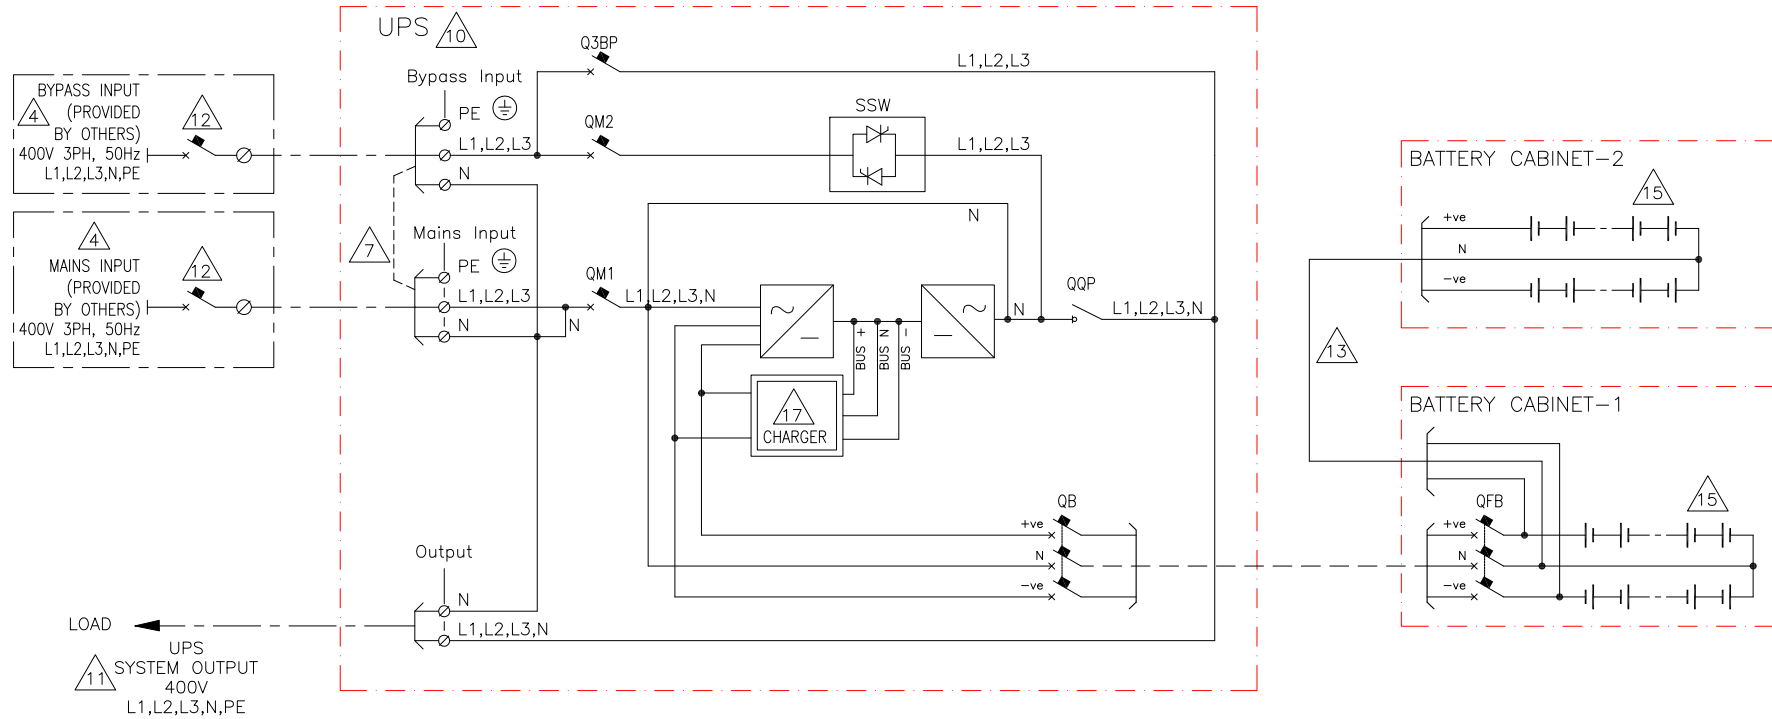 UPS
10
Q3BP
L1,L2,L3
Bypass Input
BYPASS INPUT
4
(PROVIDED
BY OTHERS)
400V 3PH, 50Hz
L1,L2,L3,N,PE
12
PE
L1,L2,L3
N
QM2
SSW
L1,L2,L3
N
4
MAINS INPUT
(PROVIDED
BY OTHERS)
400V 3PH, 50Hz
L1,L2,L3,N,PE
12
7
Mains Input
PE
L1,L2,L3
N
N
QM1
L1,L2,L3,N
BUS +
BUS N
BUS -
N
QQP
L1,L2,L3,N
17
CHARGER
QB
+ve
N
-ve
Output
N
L1,L2,L3,N
LOAD
UPS
11
SYSTEM OUTPUT
400V
L1,L2,L3,N,PE
BATTERY CABINET-2
15
+ve
N
-ve
13
BATTERY CABINET-1
15
QFB
+ve
N
-ve